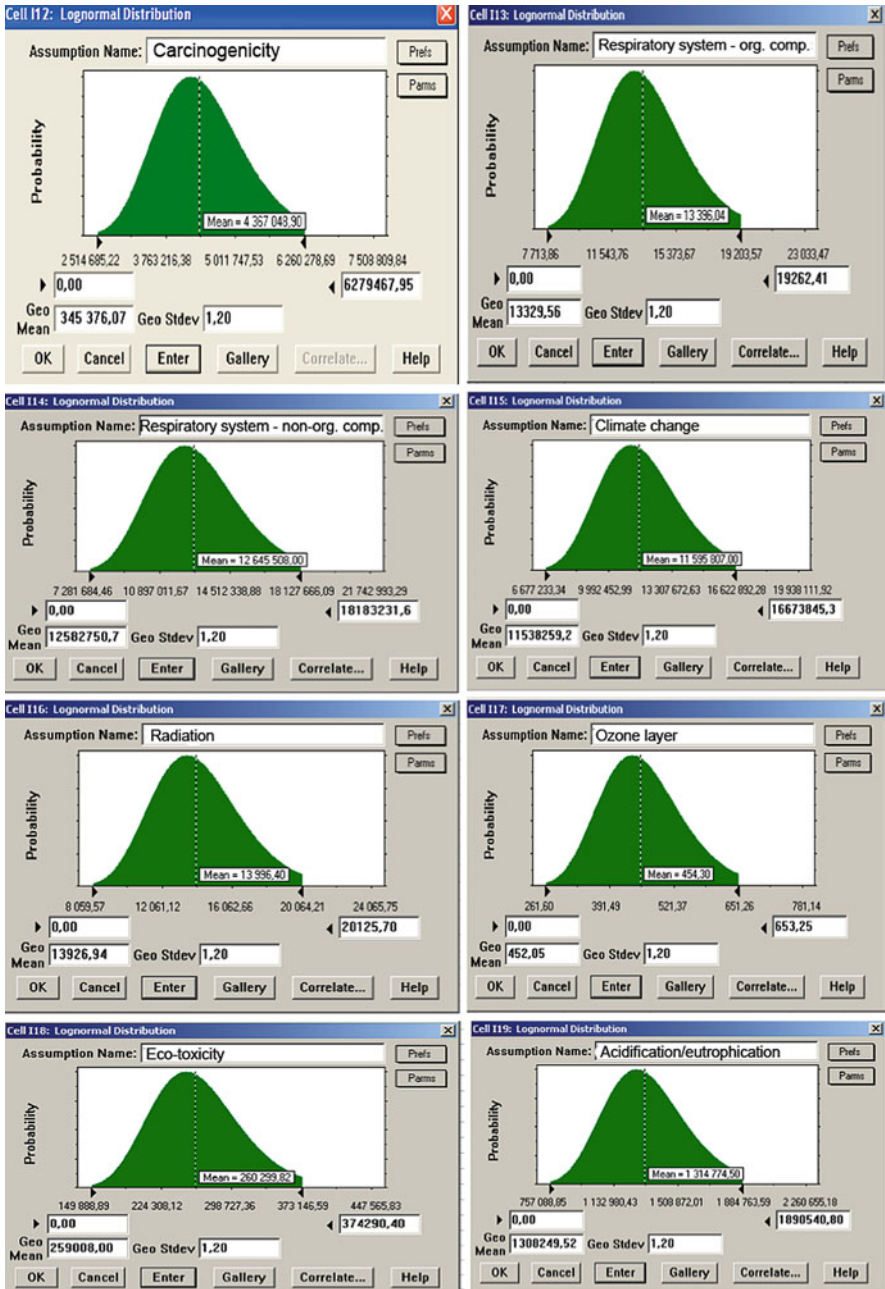 Cell I12: Lognormal Distribution
Assumption Name: Carcinogenicity
Prefs
Parms
Probability
Mean = 4 367 048,90
2 514 685,22 3 763 216,38 5 011 747,53 6 260 278,69 7 508 809,84
0,00 6279467,95
Geo Mean 345 376,07 Geo Stdev 1,20
OK Cancel Enter Gallery Correlate... Help
Cell I13: Lognormal Distribution
Assumption Name: Respiratory system - org. comp.
Prefs
Parms
Probability
Mean = 13 396,04
7 713,86 11 543,76 15 373,67 19 203,57 23 033,47
0,00 19262,41
Geo Mean 13329,56 Geo Stdev 1,20
OK Cancel Enter Gallery Correlate... Help
Cell I14: Lognormal Distribution
Assumption Name: Respiratory system - non-org. comp.
Prefs
Parms
Probability
Mean = 12 645 508,00
7 281 684,46 10 897 011,67 14 512 338,88 18 127 666,09 21 742 993,29
0,00 18183231,6
Geo Mean 12582750,7 Geo Stdev 1,20
OK Cancel Enter Gallery Correlate... Help
Cell I15: Lognormal Distribution
Assumption Name: Climate change
Prefs
Parms
Probability
Mean = 11 595 807,00
6 677 233,34 9 992 452,99 13 307 672,63 16 622 892,28 19 938 111,92
0,00 16673845,3
Geo Mean 11538259,2 Geo Stdev 1,20
OK Cancel Enter Gallery Correlate... Help
Cell I16: Lognormal Distribution
Assumption Name: Radiation
Prefs
Parms
Probability
Mean = 13 996,40
8 059,57 12 061,12 16 062,66 20 064,21 24 065,75
0,00 20125,70
Geo Mean 13926,94 Geo Stdev 1,20
OK Cancel Enter Gallery Correlate... Help
Cell I17: Lognormal Distribution
Assumption Name: Ozone layer
Prefs
Parms
Probability
Mean = 454,30
261,60 391,49 521,37 651,26 781,14
0,00 653,25
Geo Mean 452,05 Geo Stdev 1,20
OK Cancel Enter Gallery Correlate... Help
Cell I18: Lognormal Distribution
Assumption Name: Eco-toxicity
Prefs
Parms
Probability
Mean = 260 299,82
149 888,89 224 308,12 298 727,36 373 146,59 447 565,83
0,00 374290,40
Geo Mean 259008,00 Geo Stdev 1,20
OK Cancel Enter Gallery Correlate... Help
Cell I19: Lognormal Distribution
Assumption Name: Acidification/eutrophication
Prefs
Parms
Probability
Mean = 1 314 774,50
757 088,85 1 132 980,43 1 508 872,01 1 884 763,59 2 260 655,18
0,00 1890540,80
Geo Mean 1308249,52 Geo Stdev 1,20
OK Cancel Enter Gallery Correlate... Help